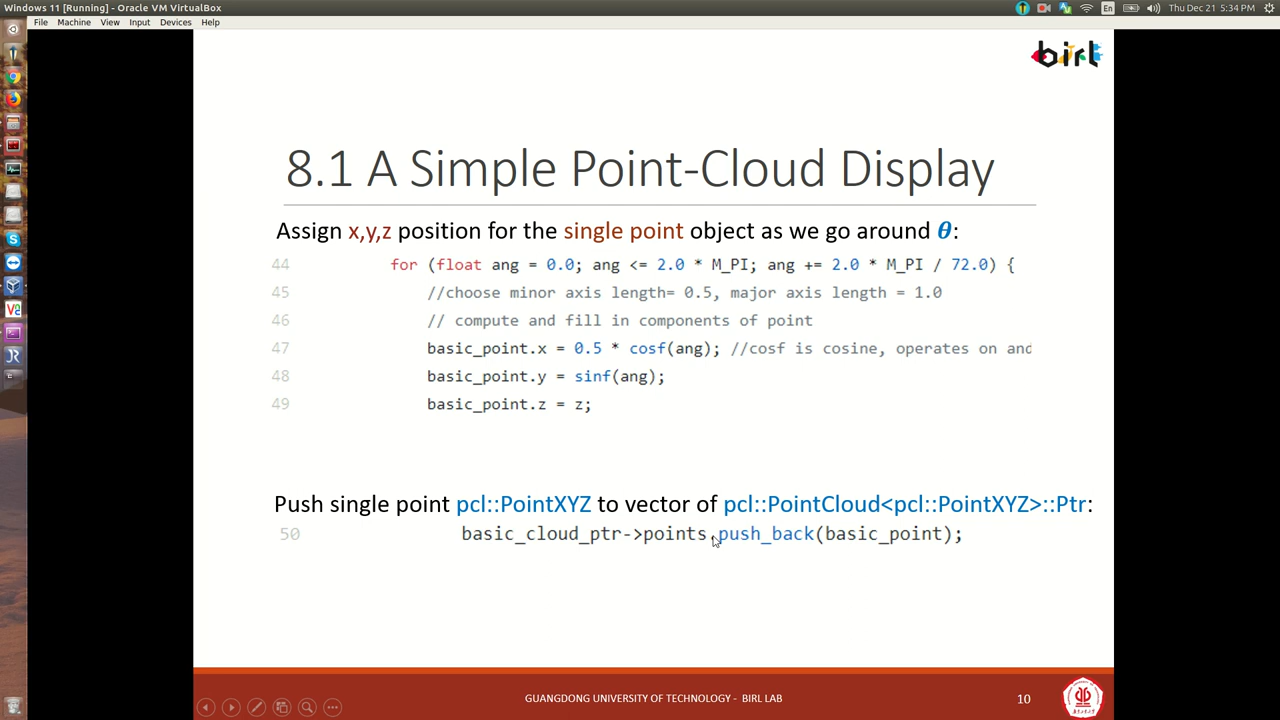 Windows 11 [Running] - Oracle VM VirtualBox
En
Thu Dec 21 5:34 PM
File Machine View Input Devices Help
birl
8.1 A Simple Point-Cloud Display
Assign x,y,z position for the single point object as we go around θ:
44 for (float ang = 0.0; ang <= 2.0 * M_PI; ang += 2.0 * M_PI / 72.0) {
45 //choose minor axis length= 0.5, major axis length = 1.0
46 // compute and fill in components of point
47 basic_point.x = 0.5 * cosf(ang); //cosf is cosine, operates on and
48 basic_point.y = sinf(ang);
49 basic_point.z = z;
Push single point pcl::PointXYZ to vector of pcl::PointCloud<pcl::PointXYZ>::Ptr:
50 basic_cloud_ptr->points.push_back(basic_point);
GUANGDONG UNIVERSITY OF TECHNOLOGY - BIRL LAB
10